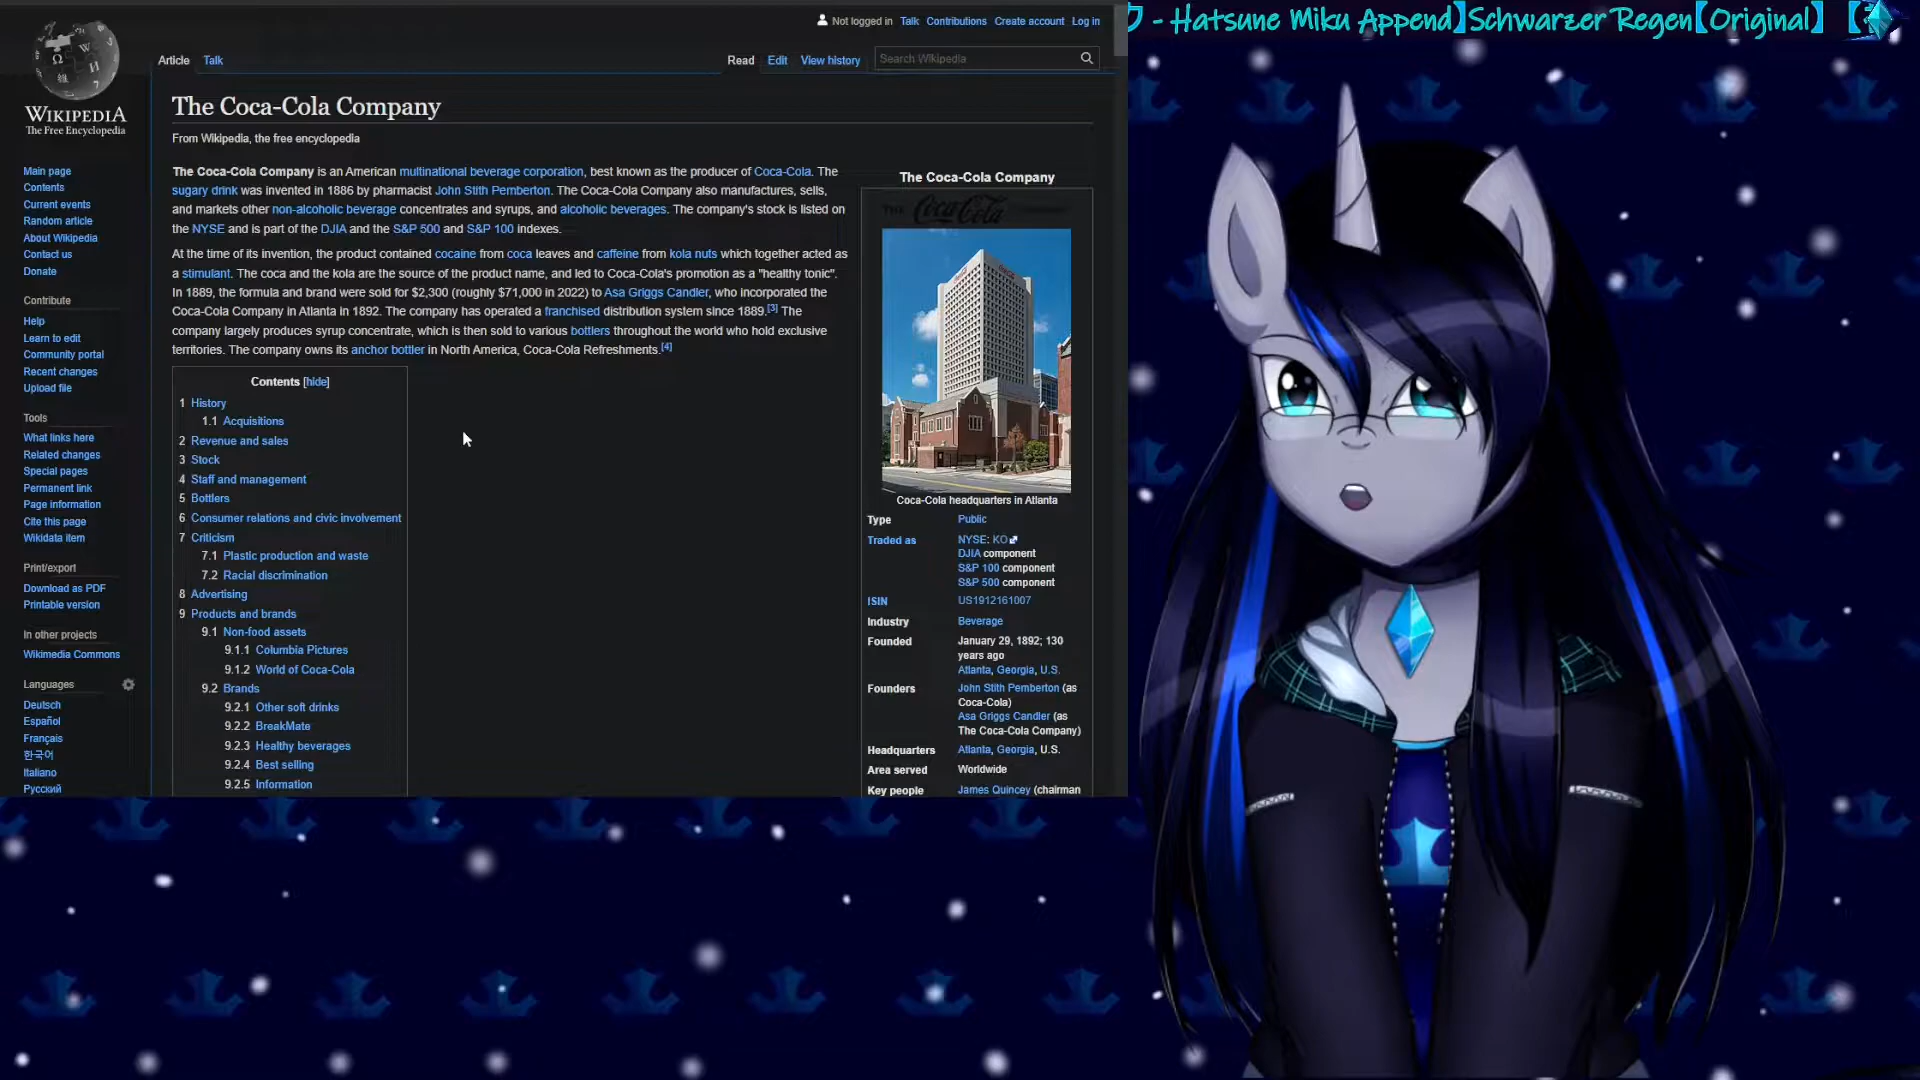 Not logged in Talk Contributions Create account Log in
- Hatsune Miku Append】Schwarzer Regen【Original】 【
Article Talk
Read Edit View history Search Wikipedia
WIKIPEDIA
The Free Encyclopedia
Main page
Contents
Current events
Random article
About Wikipedia
Contact us
Donate
Contribute
Help
Learn to edit
Community portal
Recent changes
Upload file
Tools
What links here
Related changes
Special pages
Permanent link
Page information
Cite this page
Wikidata item
Print/export
Download as PDF
Printable version
In other projects
Wikimedia Commons
Languages
Deutsch
Español
Français
한국어
Italiano
Русский
The Coca-Cola Company
From Wikipedia, the free encyclopedia
The Coca-Cola Company is an American multinational beverage corporation, best known as the producer of Coca-Cola. The
sugary drink was invented in 1886 by pharmacist John Stith Pemberton. The Coca-Cola Company also manufactures, sells,
and markets other non-alcoholic beverage concentrates and syrups, and alcoholic beverages. The company's stock is listed on
the NYSE and is part of the DJIA and the S&P 500 and S&P 100 indexes.
At the time of its invention, the product contained cocaine from coca leaves and caffeine from kola nuts which together acted as
a stimulant. The coca and the kola are the source of the product name, and led to Coca-Cola's promotion as a "healthy tonic".
In 1889, the formula and brand were sold for $2,300 (roughly $71,000 in 2022) to Asa Griggs Candler, who incorporated the
Coca-Cola Company in Atlanta in 1892. The company has operated a franchised distribution system since 1889.[3] The
company largely produces syrup concentrate, which is then sold to various bottlers throughout the world who hold exclusive
territories. The company owns its anchor bottler in North America, Coca-Cola Refreshments.[4]
Contents [hide]
1 History
1.1 Acquisitions
2 Revenue and sales
3 Stock
4 Staff and management
5 Bottlers
6 Consumer relations and civic involvement
7 Criticism
7.1 Plastic production and waste
7.2 Racial discrimination
8 Advertising
9 Products and brands
9.1 Non-food assets
9.1.1 Columbia Pictures
9.1.2 World of Coca-Cola
9.2 Brands
9.2.1 Other soft drinks
9.2.2 BreakMate
9.2.3 Healthy beverages
9.2.4 Best selling
9.2.5 Information
The Coca-Cola Company
THE Coca-Cola COMPANY
Coca-Cola headquarters in Atlanta
Type Public
Traded as NYSE: KO
DJIA component
S&P 100 component
S&P 500 component
ISIN US1912161007
Industry Beverage
Founded January 29, 1892; 130
years ago
Atlanta, Georgia, U.S.
Founders John Stith Pemberton (as
Coca-Cola)
Asa Griggs Candler (as
The Coca-Cola Company)
Headquarters Atlanta, Georgia, U.S.
Area served Worldwide
Key people James Quincey (chairman